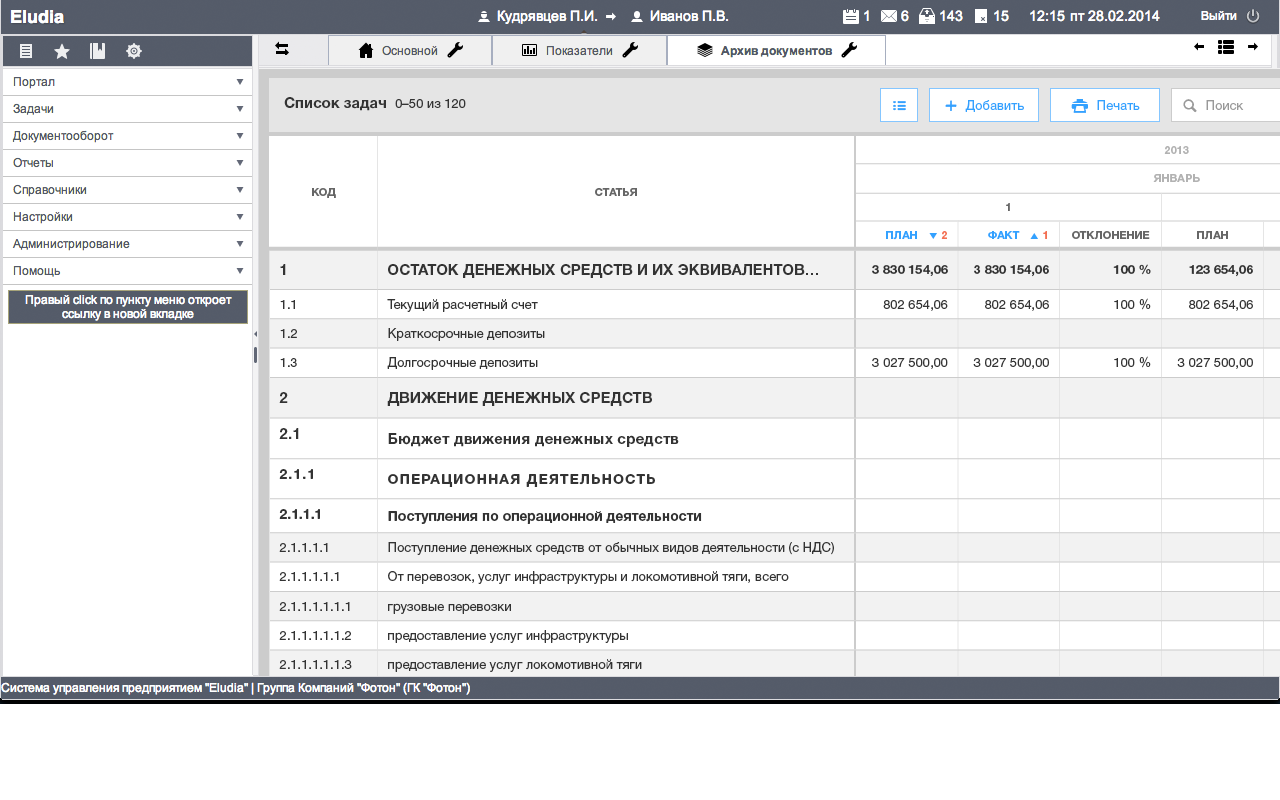 Eludia
Кудрявцев П.И. Иванов П.В. 1 6 143 15 12:15 пт 28.02.2014 Выйти
Основной Показатели Архив документов
Портал
Задачи
Документооборот
Отчеты
Справочники
Настройки
Администрирование
Помощь
Правый click по пункту меню откроет
ссылку в новой вкладке
Список задач 0–50 из 120 Добавить Печать Поиск
2013
ЯНВАРЬ
КОД СТАТЬЯ
1
ПЛАН 2 ФАКТ 1 ОТКЛОНЕНИЕ ПЛАН
1 ОСТАТОК ДЕНЕЖНЫХ СРЕДСТВ И ИХ ЭКВИВАЛЕНТОВ... 3 830 154,06 3 830 154,06 100 % 123 654,06
1.1 Текущий расчетный счет 802 654,06 802 654,06 100 % 802 654,06
1.2 Краткосрочные депозиты
1.3 Долгосрочные депозиты 3 027 500,00 3 027 500,00 100 % 3 027 500,00
2 ДВИЖЕНИЕ ДЕНЕЖНЫХ СРЕДСТВ
2.1 Бюджет движения денежных средств
2.1.1 ОПЕРАЦИОННАЯ ДЕЯТЕЛЬНОСТЬ
2.1.1.1 Поступления по операционной деятельности
2.1.1.1.1 Поступление денежных средств от обычных видов деятельности (с НДС)
2.1.1.1.1.1 От перевозок, услуг инфраструктуры и локомотивной тяги, всего
2.1.1.1.1.1.1 грузовые перевозки
2.1.1.1.1.1.2 предоставление услуг инфраструктуры
2.1.1.1.1.1.3 предоставление услуг локомотивной тяги
Система управления предприятием "Eludia" | Группа Компаний "Фотон" (ГК "Фотон")